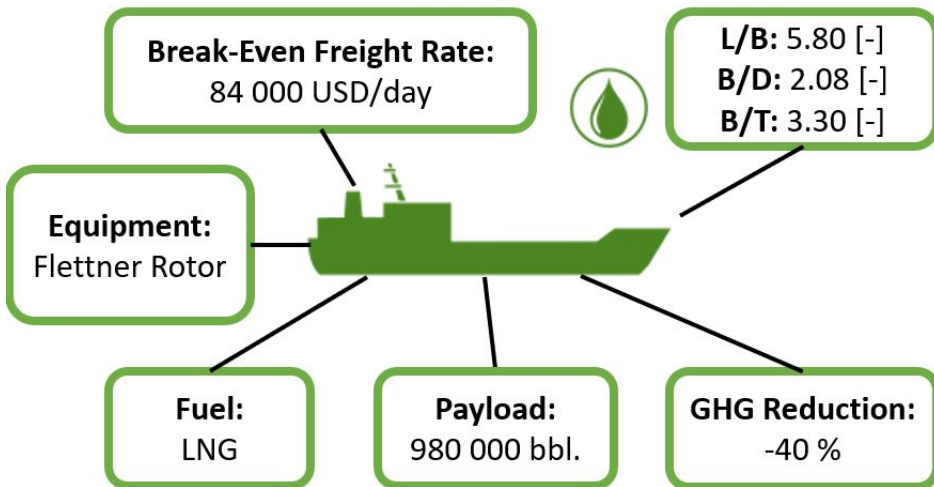 Break-Even Freight Rate:
84 000 USD/day
L/B: 5.80 [-]
B/D: 2.08 [-]
B/T: 3.30 [-]
Equipment:
Flettner Rotor
Fuel:
LNG
Payload:
980 000 bbl.
GHG Reduction:
-40 %